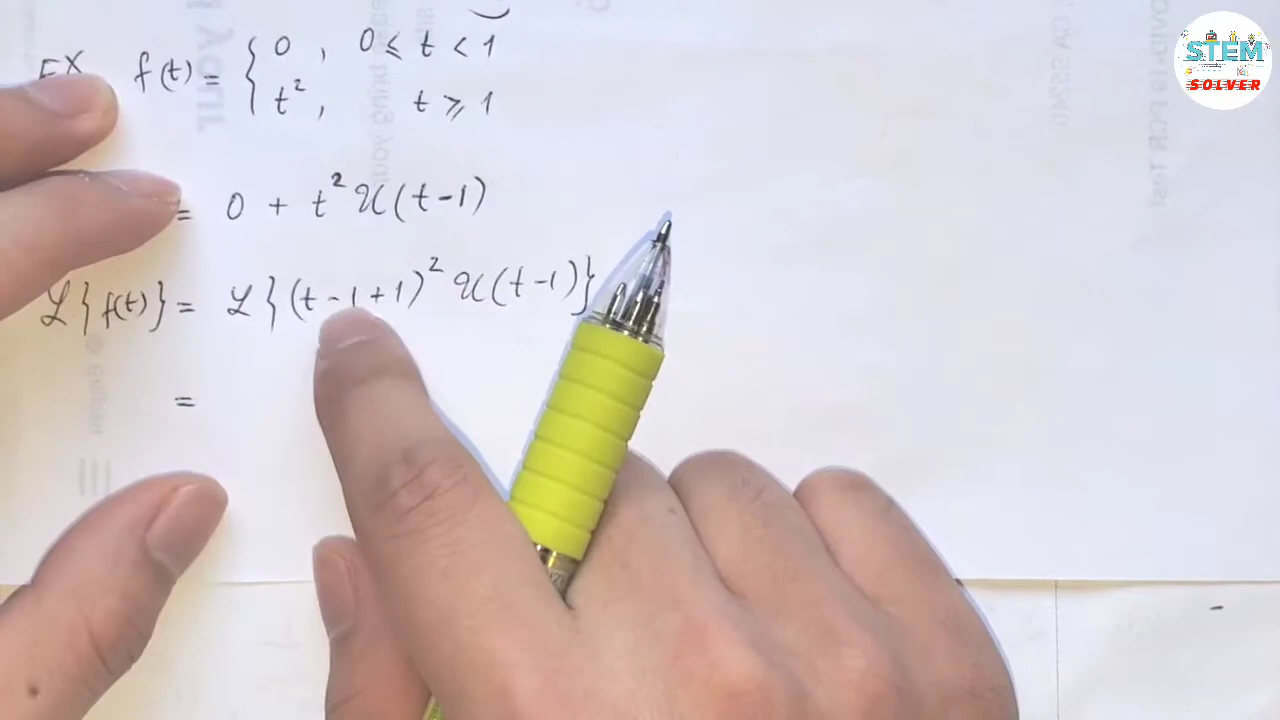 EX f(t) = { 0 , 0 ≤ t < 1
t² , t ≥ 1
= 0 + t² 𝒰(t-1)
ℒ{f(t)} = ℒ{(t-1+1)² 𝒰(t-1)}
=
STEM
SOLVER